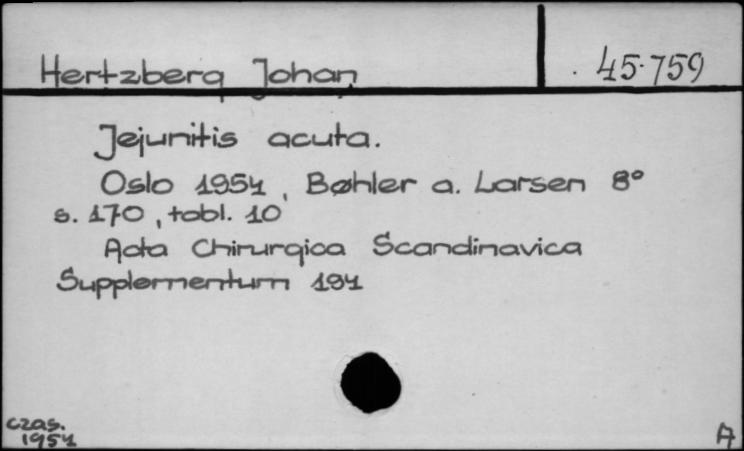 Hertzberg Johan
45.759
Jejunitis acuta.
Oslo 1954, Bøhler a. Larsen 8°
s. 170, tabl. 10
Acta Chirurgica Scandinavica
Supplementum 194
czas.
1954
A